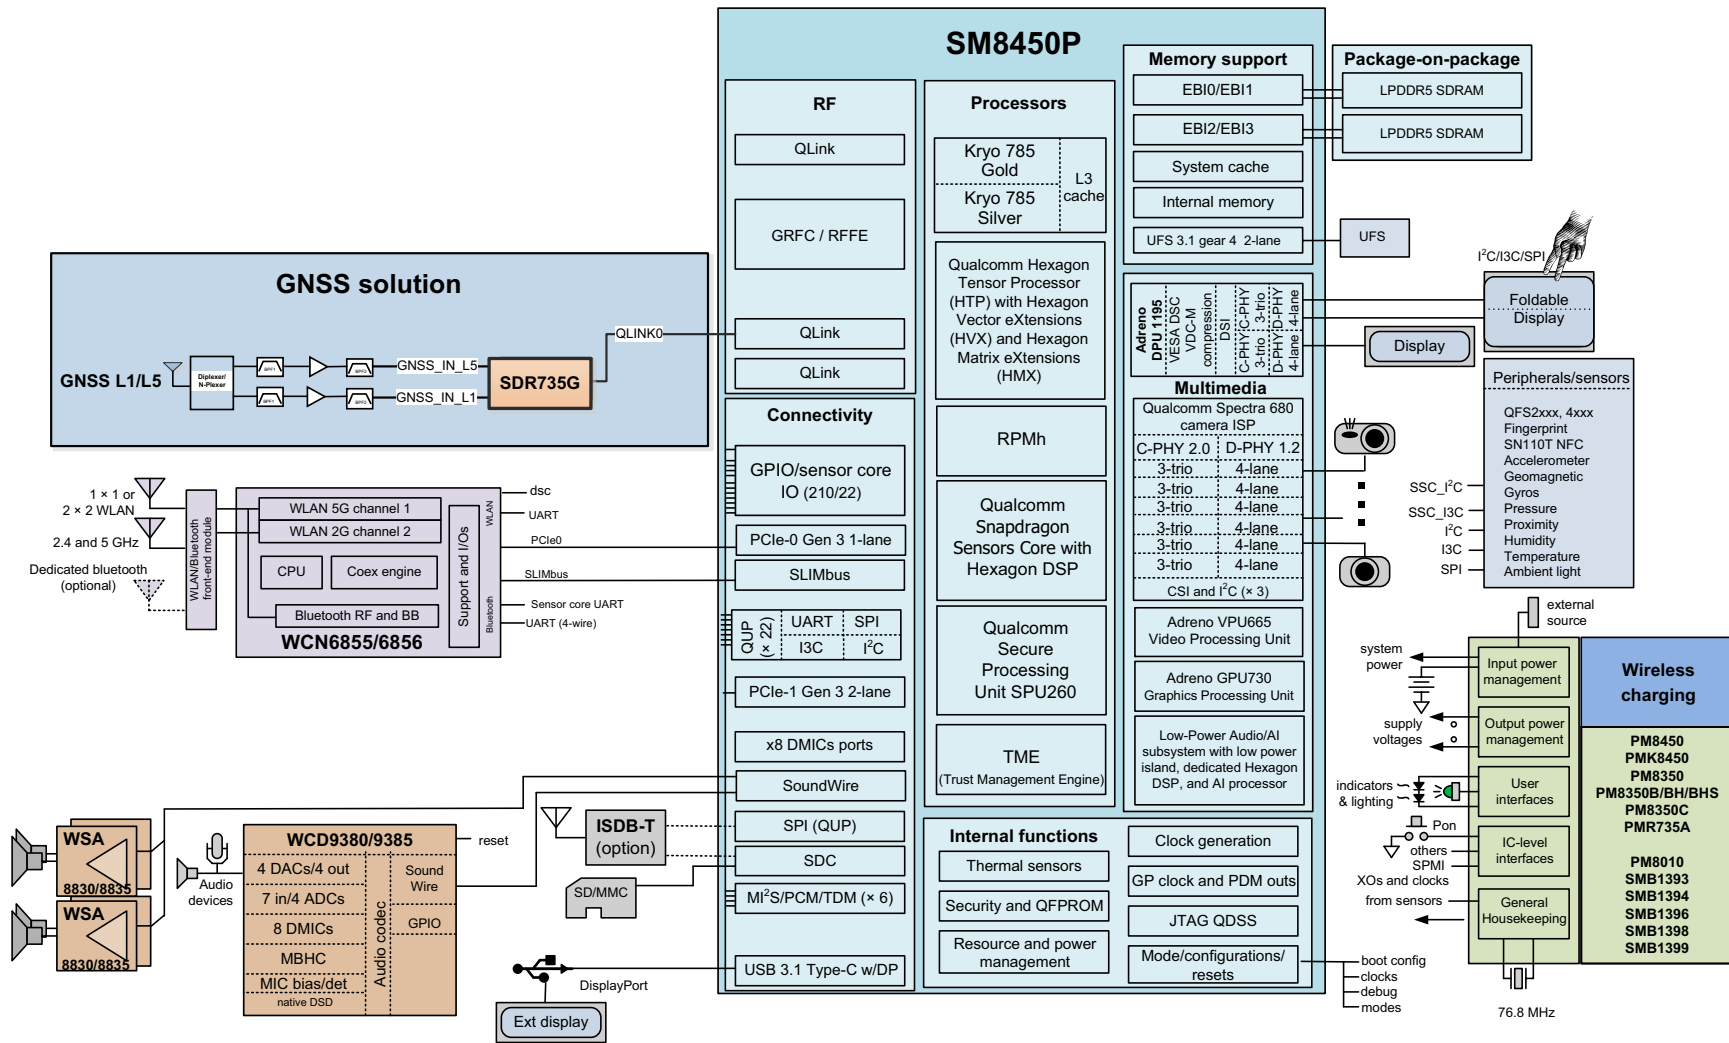 SM8450P
RF
QLink
GRFC / RFFE
QLink
QLink
Connectivity
GPIO/sensor core
IO (210/22)
PCIe-0 Gen 3 1-lane
SLIMbus
QUP
(× 22)
UART
SPI
I3C
I²C
PCIe-1 Gen 3 2-lane
x8 DMICs ports
SoundWire
SPI (QUP)
SDC
MI²S/PCM/TDM (× 6)
USB 3.1 Type-C w/DP
Processors
Kryo 785
Gold
Kryo 785
Silver
L3
cache
Qualcomm Hexagon
Tensor Processor
(HTP) with Hexagon
Vector eXtensions
(HVX) and Hexagon
Matrix eXtensions
(HMX)
RPMh
Qualcomm
Snapdragon
Sensors Core with
Hexagon DSP
Qualcomm
Secure
Processing
Unit SPU260
TME
(Trust Management Engine)
Memory support
EBI0/EBI1
EBI2/EBI3
System cache
Internal memory
UFS 3.1 gear 4 2-lane
Package-on-package
LPDDR5 SDRAM
LPDDR5 SDRAM
UFS
Adreno
DPU 1195
VESA DSC
VDC-M
compression
DSI
C-PHY
3-trio
C-PHY
3-trio
D-PHY
4-lane
D-PHY
4-lane
I²C/I3C/SPI
Foldable
Display
Display
Multimedia
Qualcomm Spectra 680
camera ISP
C-PHY 2.0
D-PHY 1.2
3-trio
4-lane
3-trio
4-lane
3-trio
4-lane
3-trio
4-lane
3-trio
4-lane
3-trio
4-lane
CSI and I²C (× 3)
Adreno VPU665
Video Processing Unit
Adreno GPU730
Graphics Processing Unit
Low-Power Audio/AI
subsystem with low power
island, dedicated Hexagon
DSP, and AI processor
Internal functions
Thermal sensors
Security and QFPROM
Resource and power
management
Clock generation
GP clock and PDM outs
JTAG QDSS
Mode/configurations/
resets
boot config
clocks
debug
modes
GNSS solution
GNSS L1/L5
Diplexer/
N-Plexer
BPF1
BPF2
GNSS_IN_L5
BPF1
BPF2
GNSS_IN_L1
SDR735G
QLINK0
1 × 1 or
2 × 2 WLAN
2.4 and 5 GHz
Dedicated bluetooth
(optional)
WLAN/Bluetooth
front-end module
WLAN 5G channel 1
WLAN 2G channel 2
CPU
Coex engine
Bluetooth RF and BB
WCN6855/6856
Support and I/Os
WLAN
Bluetooth
dsc
UART
PCIe0
SLIMbus
Sensor core UART
UART (4-wire)
WSA
8830/8835
WSA
8830/8835
Audio
devices
WCD9380/9385
4 DACs/4 out
7 in/4 ADCs
8 DMICs
MBHC
MIC bias/det
native DSD
Audio codec
Sound
Wire
GPIO
reset
ISDB-T
(option)
SD/MMC
DisplayPort
Ext display
Peripherals/sensors
QFS2xxx, 4xxx
Fingerprint
SN110T NFC
Accelerometer
Geomagnetic
Gyros
Pressure
Proximity
Humidity
Temperature
Ambient light
SSC_I²C
SSC_I3C
I²C
I3C
SPI
external
source
system
power
supply
voltages
indicators
& lighting
Pon
others
SPMI
XOs and clocks
from sensors
Input power
management
Output power
management
User
interfaces
IC-level
interfaces
General
Housekeeping
76.8 MHz
Wireless
charging
PM8450
PMK8450
PM8350
PM8350B/BH/BHS
PM8350C
PMR735A
PM8010
SMB1393
SMB1394
SMB1396
SMB1398
SMB1399